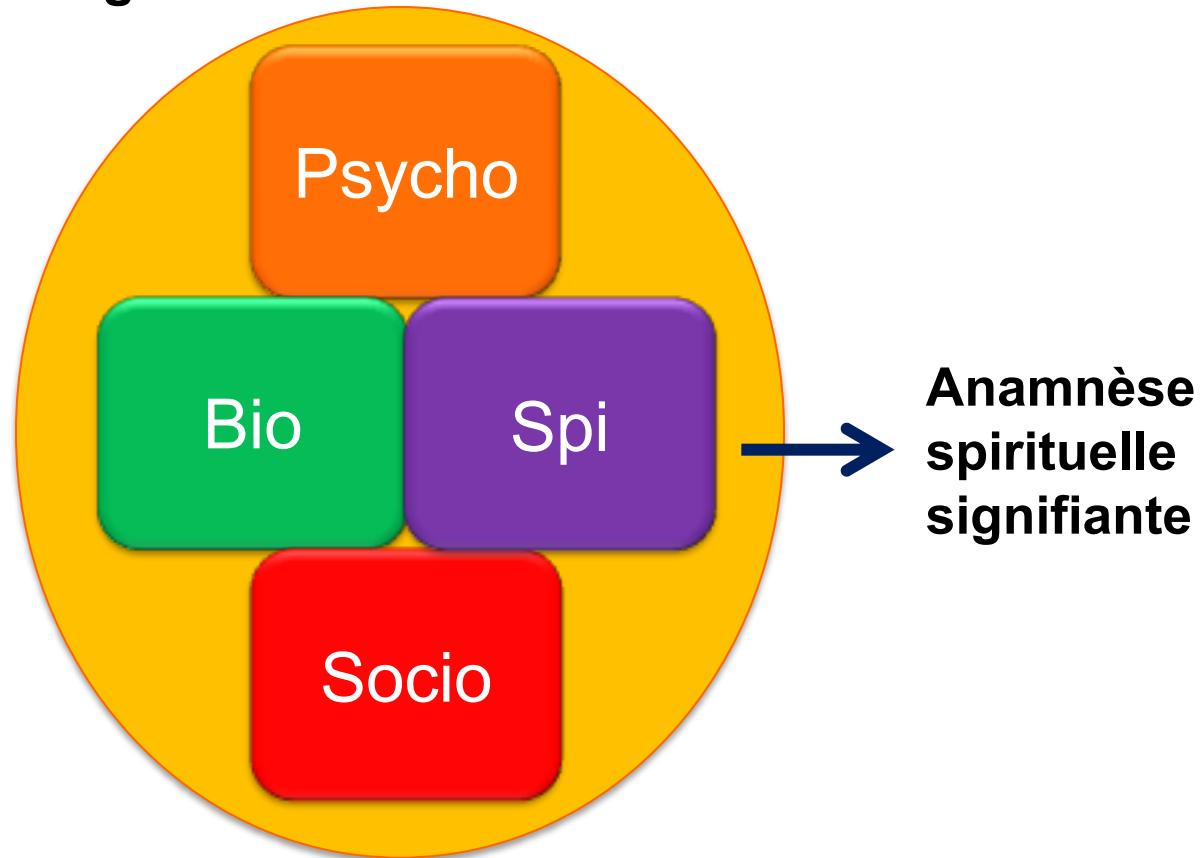 Psycho
Bio
Spi
Socio
Anamnèse
spirituelle
signifiante